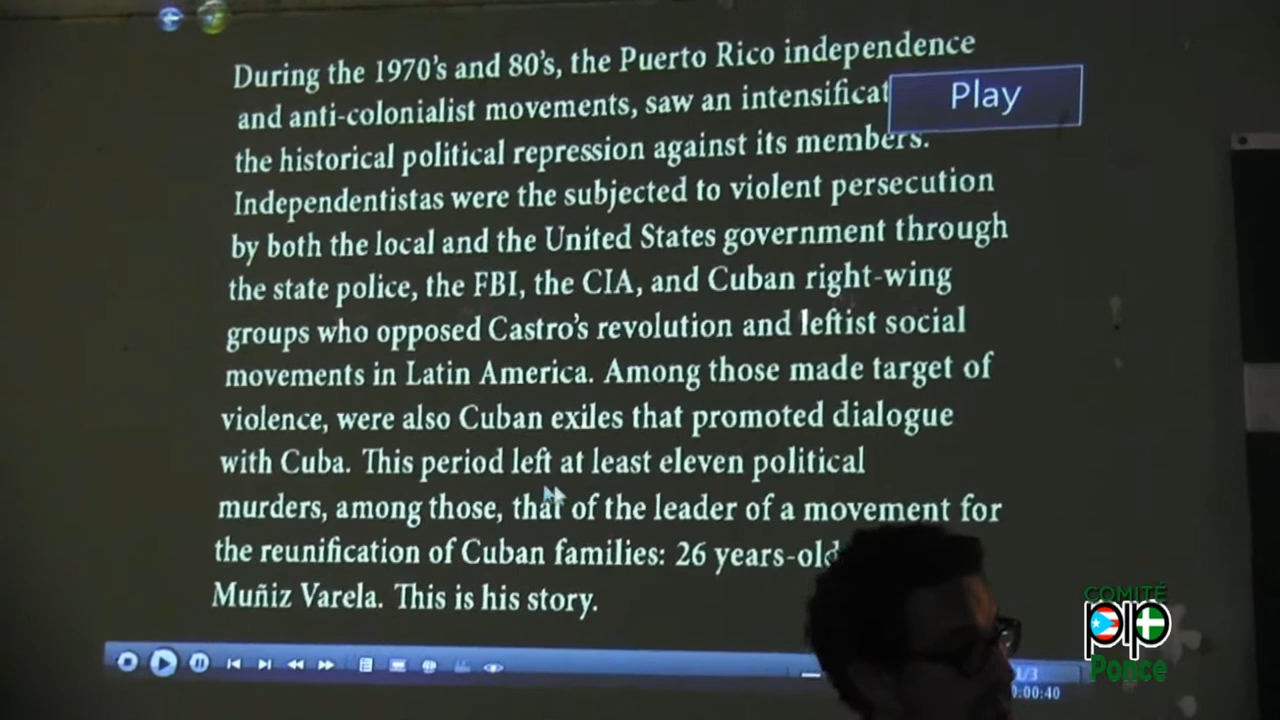 During the 1970's and 80's, the Puerto Rico independence
Play
and anti-colonialist movements, saw an intensificat
the historical political repression against its members.
Independentistas were the subjected to violent persecution
by both the local and the United States government through
the state police, the FBI, the CIA, and Cuban right-wing
groups who opposed Castro's revolution and leftist social
movements in Latin America. Among those made target of
violence, were also Cuban exiles that promoted dialogue
with Cuba. This period left at least eleven political
murders, among those, that of the leader of a movement for
the reunification of Cuban families: 26 years-old
Muñiz Varela. This is his story.
COMITÉ
pip
Ponce
1/3
0:00:40